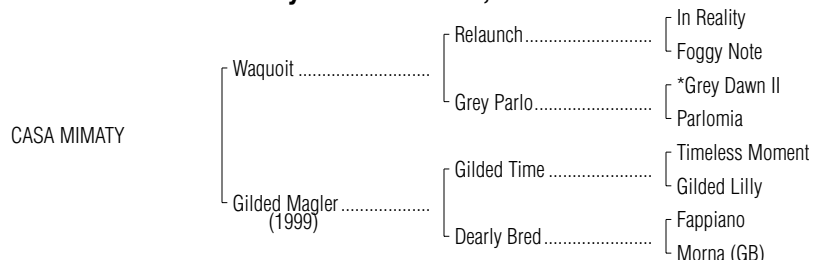 In Reality
Relaunch
Foggy Note
Waquoit
*Grey Dawn II
Grey Parlo
Parlomia
CASA MIMATY
Timeless Moment
Gilded Time
Gilded Lilly
Gilded Magler
(1999)
Fappiano
Dearly Bred
Morna (GB)